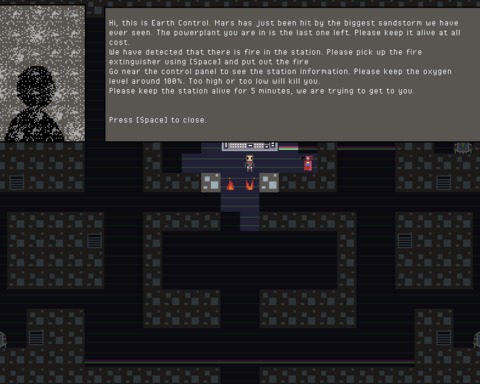 Hi, this is Earth Control. Mars has just been hit by the biggest sandstorm we have
ever seen. The powerplant you are in is the last one left. Please keep it alive at all
cost.
We have detected that there is fire in the station. Please pick up the fire
extinguisher using [Space] and put out the fire
Go near the control panel to see the station information. Please keep the oxygen
level around 100%. Too high or too low will kill you.
Please keep the station alive for 5 minutes, we are trying to get to you.
Press [Space] to close.